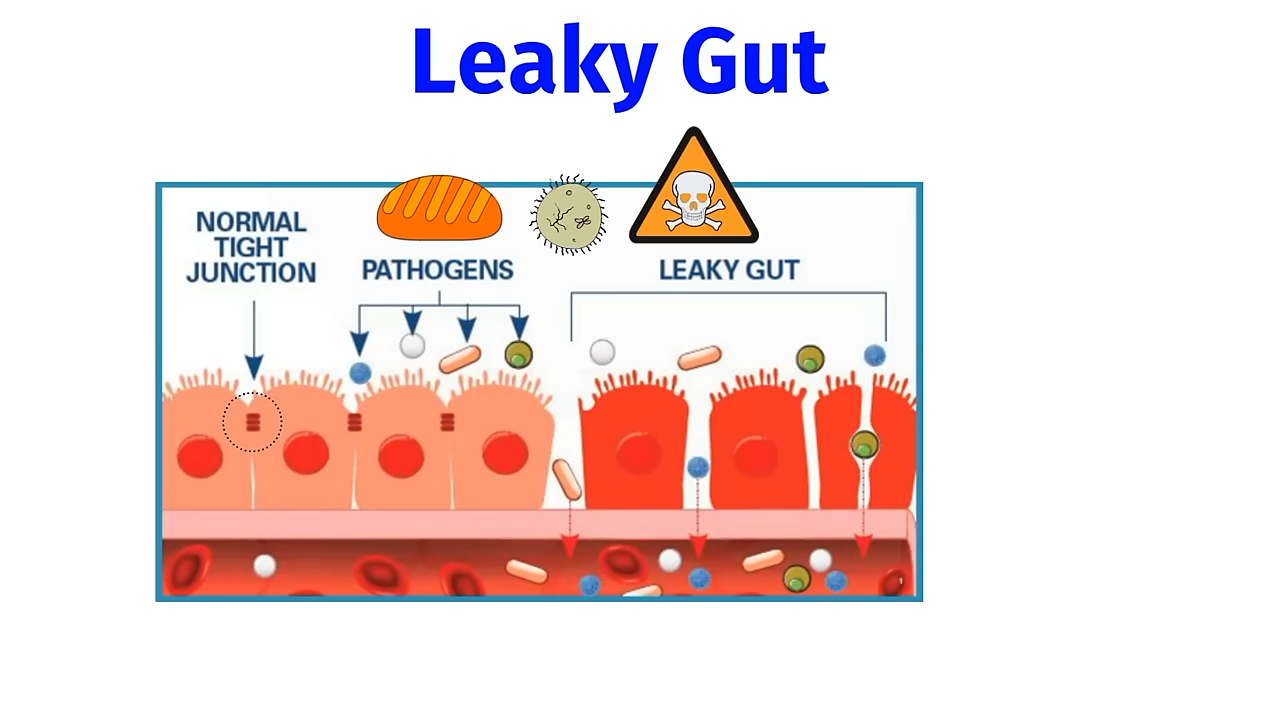 Leaky Gut
NORMAL
TIGHT
JUNCTION
PATHOGENS
LEAKY GUT